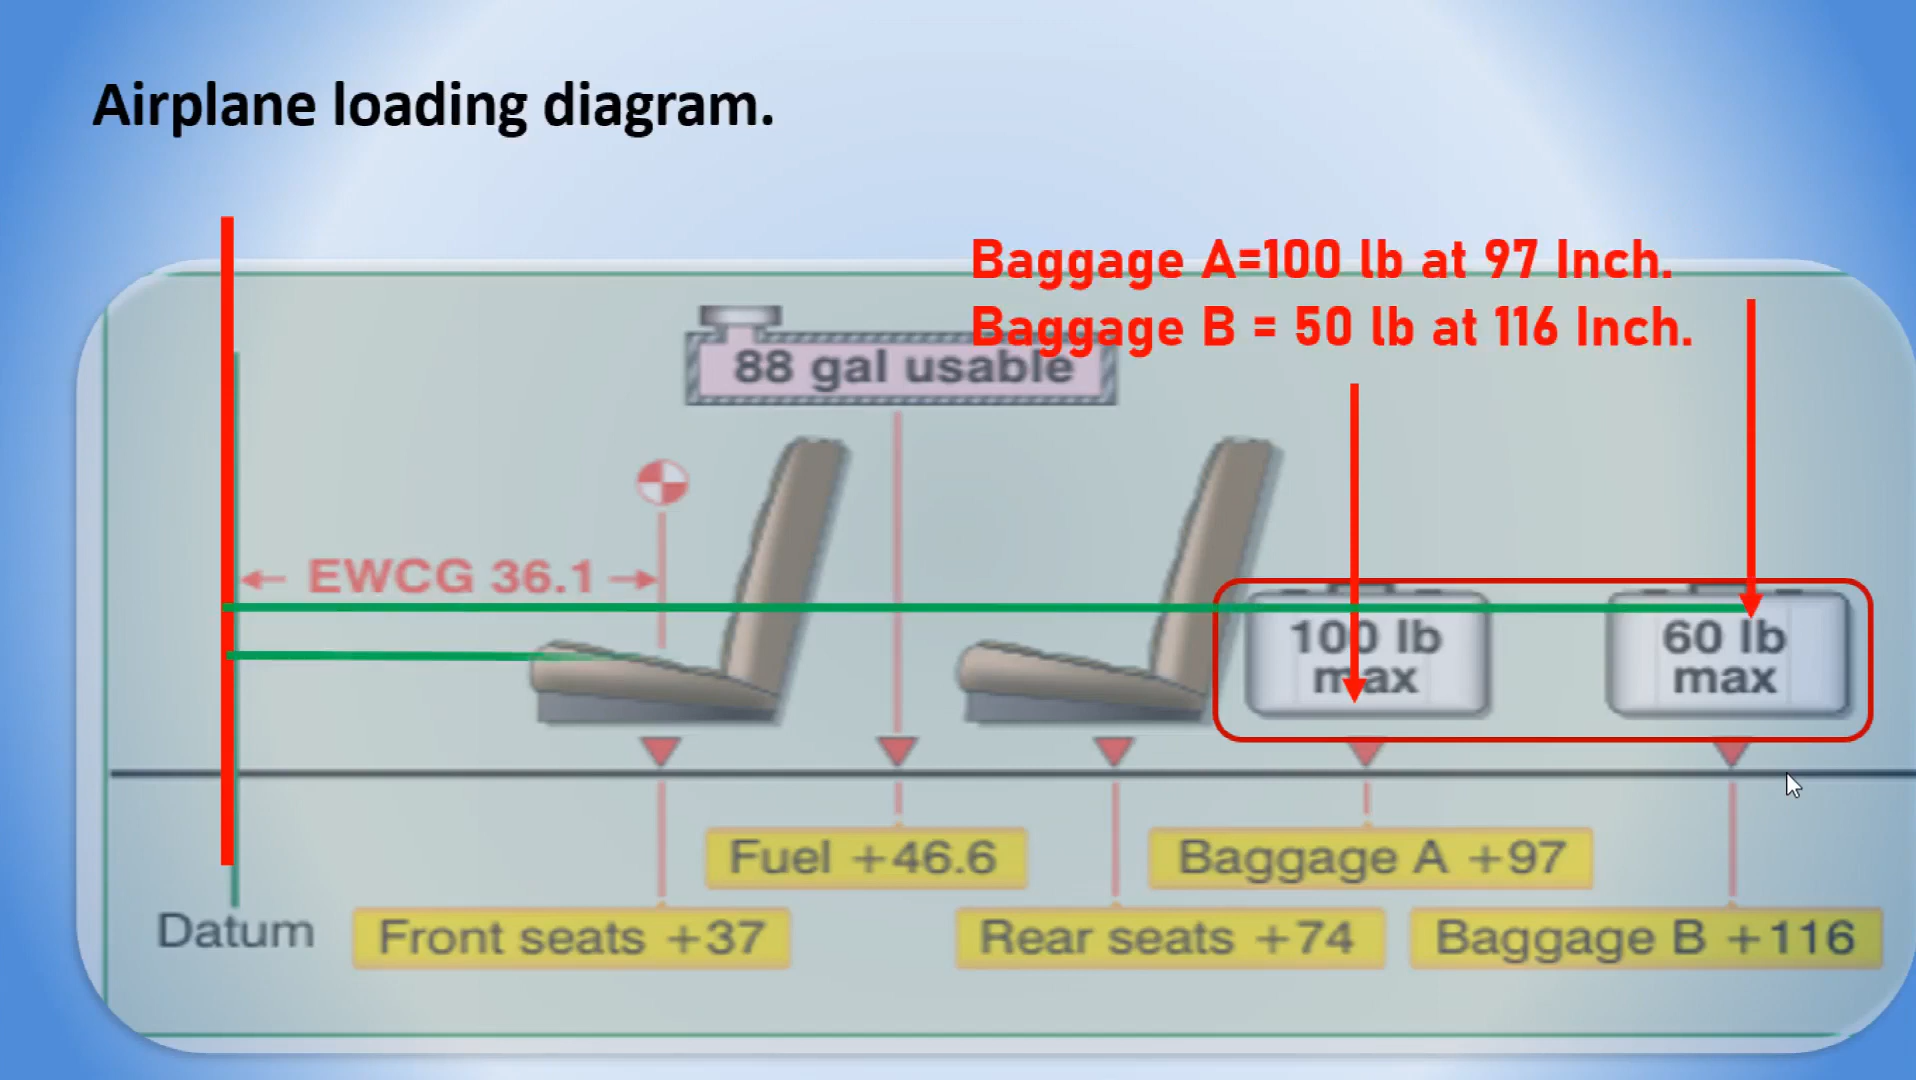 Airplane loading diagram.
Baggage A=100 lb at 97 Inch.
Baggage B = 50 lb at 116 Inch.
88 gal usable
EWCG 36.1
100 lb
max
60 lb
max
Fuel +46.6
Baggage A +97
Datum
Front seats +37
Rear seats +74
Baggage B +116